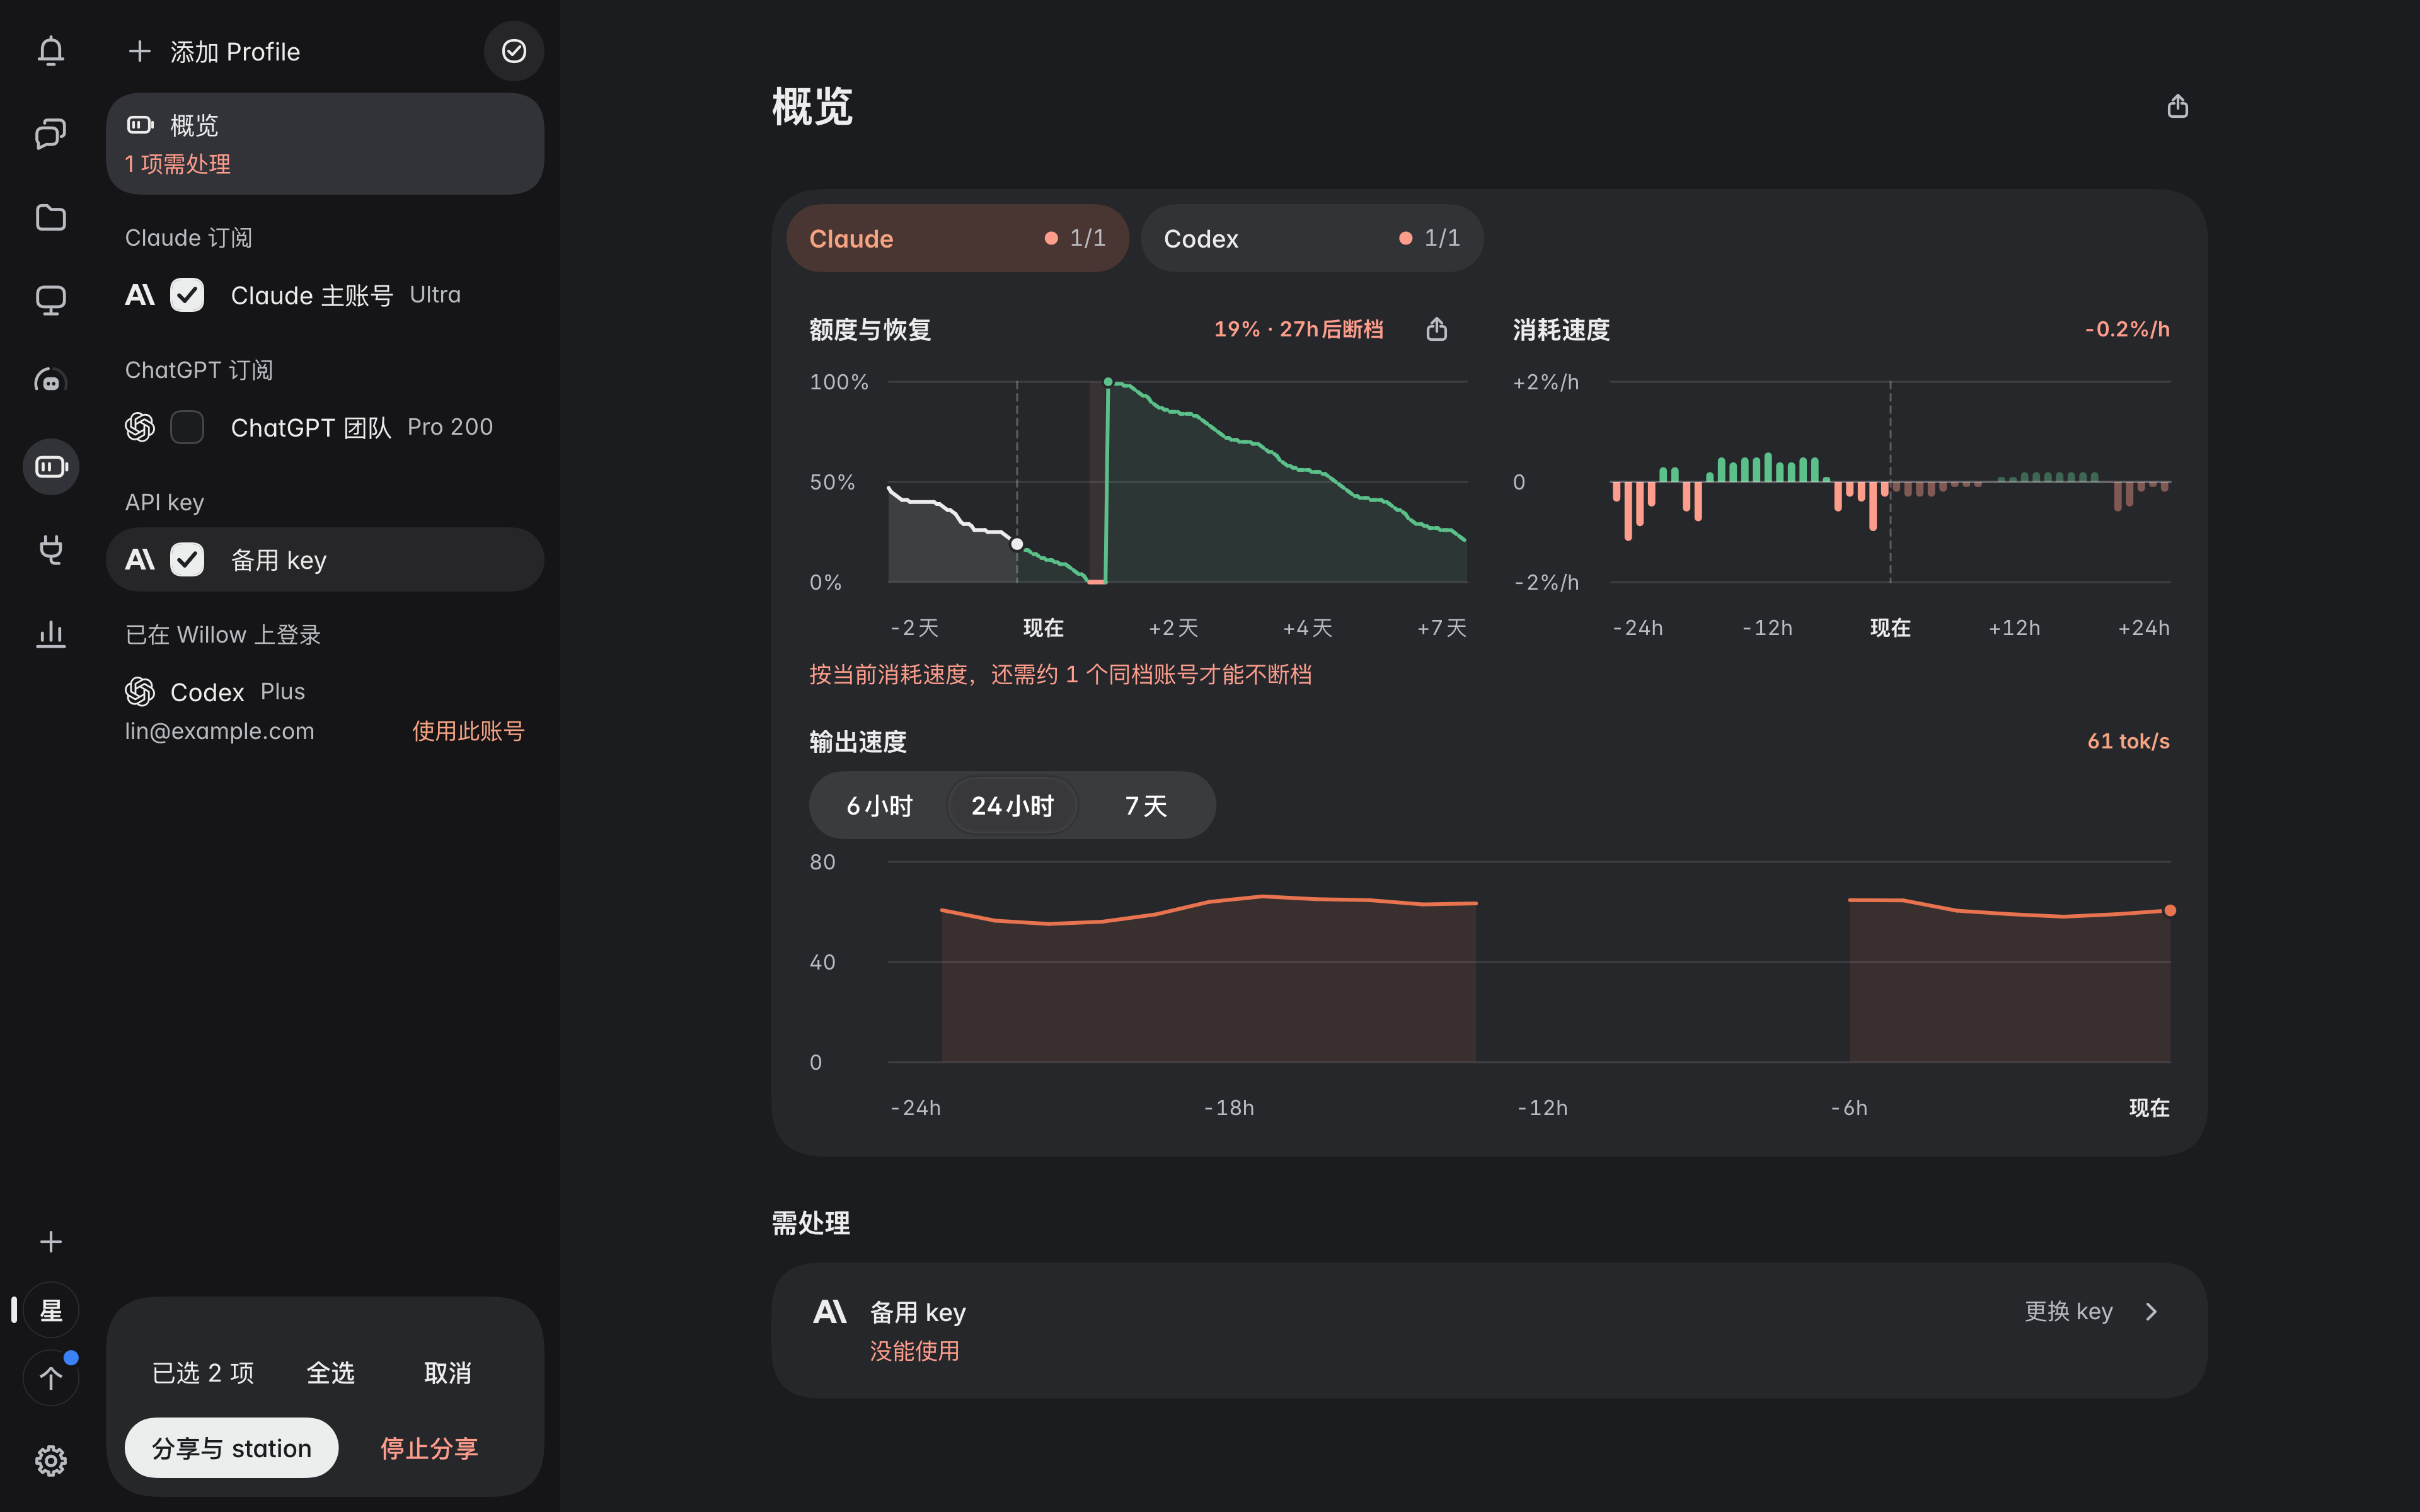 添加 Profile
概览
1 项需处理
Claude 订阅
Claude 主账号 Ultra
ChatGPT 订阅
ChatGPT 团队 Pro 200
API key
备用 key
已在 Willow 上登录
Codex Plus
lin@example.com 使用此账号
星
个
已选 2 项 全选 取消
分享与 station 停止分享
概览
Claude 1/1 Codex 1/1
额度与恢复 19% · 27h后断档
100%
50%
0%
-2天 现在 +2天 +4天 +7天
按当前消耗速度，还需约 1 个同档账号才能不断档
消耗速度 -0.2%/h
+2%/h
0
-2%/h
-24h -12h 现在 +12h +24h
输出速度 61 tok/s
6小时 24小时 7天
80
40
0
-24h -18h -12h -6h 现在
需处理
备用 key 更换 key
没能使用